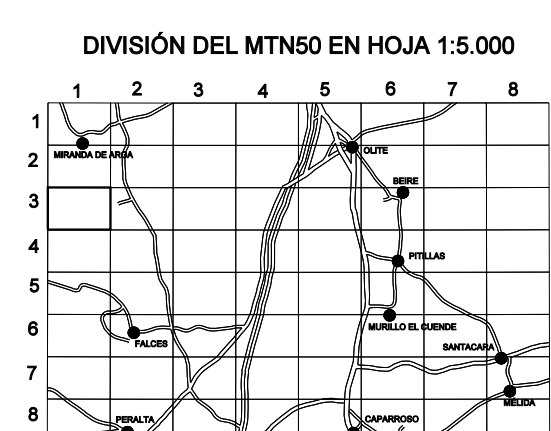 DIVISIÓN DEL MTN50 EN HOJA 1:5.000
1 2 3 4 5 6 7 8
1
MIRANDA DE ARGA
OLITE
2
BEIRE
3
4
PITILLAS
5
MURILLO EL CUENDE
6
FALCES
SANTACARA
7
MELIDA
8
PERALTA
CAPARROSO